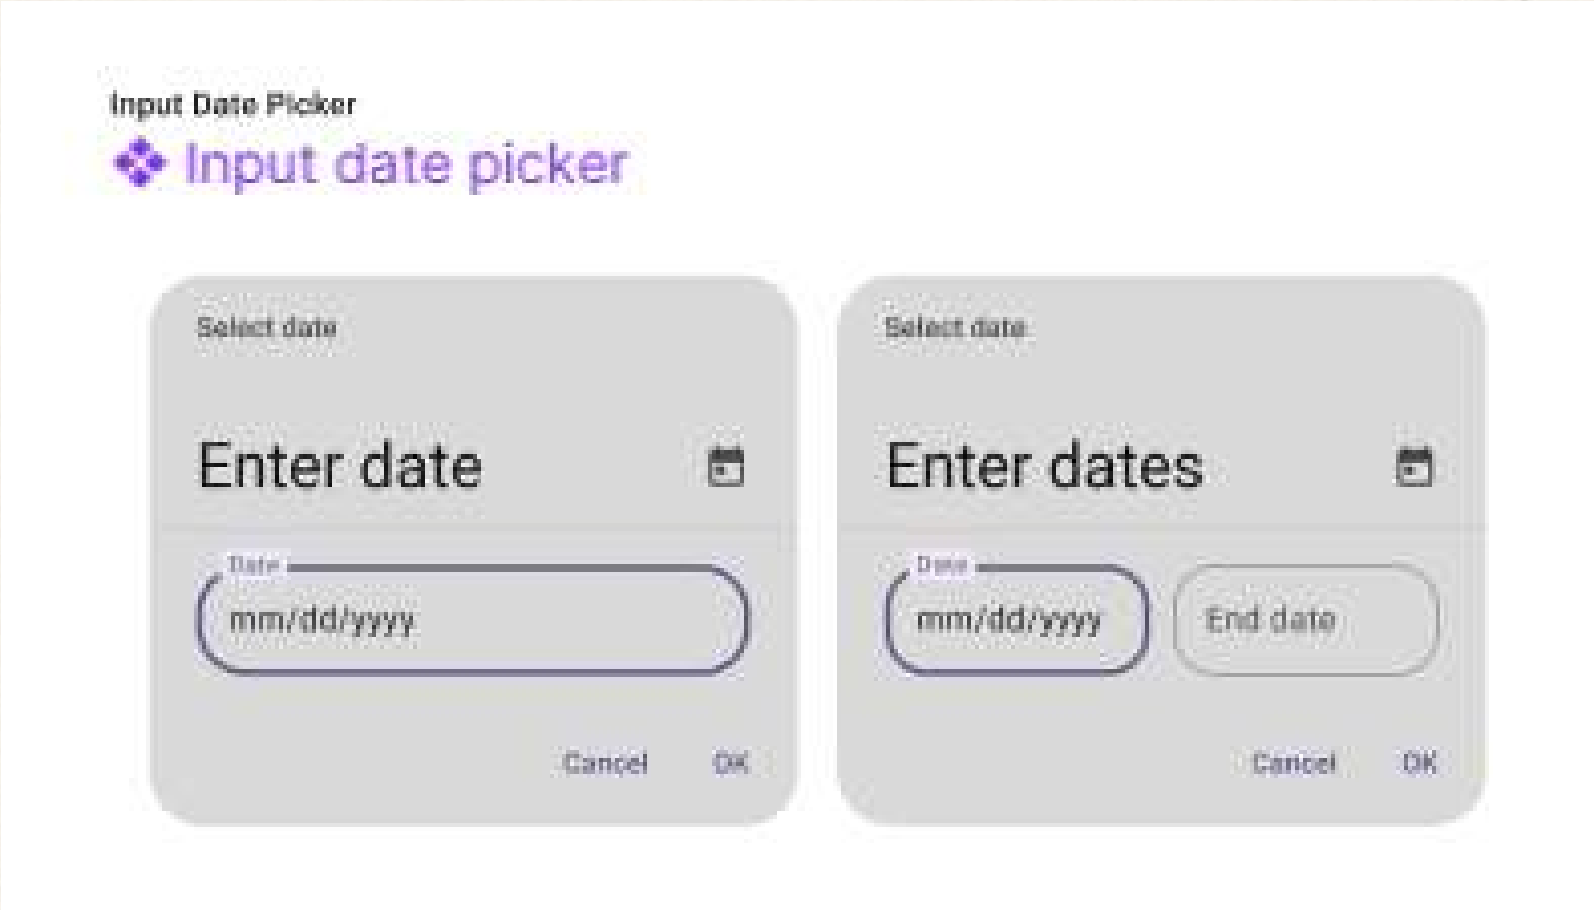 Input Date Picker
Input date picker
Select date
Enter date
Date
mm/dd/yyyy
Cancel OK
Select date
Enter dates
Date
mm/dd/yyyy End date
Cancel OK